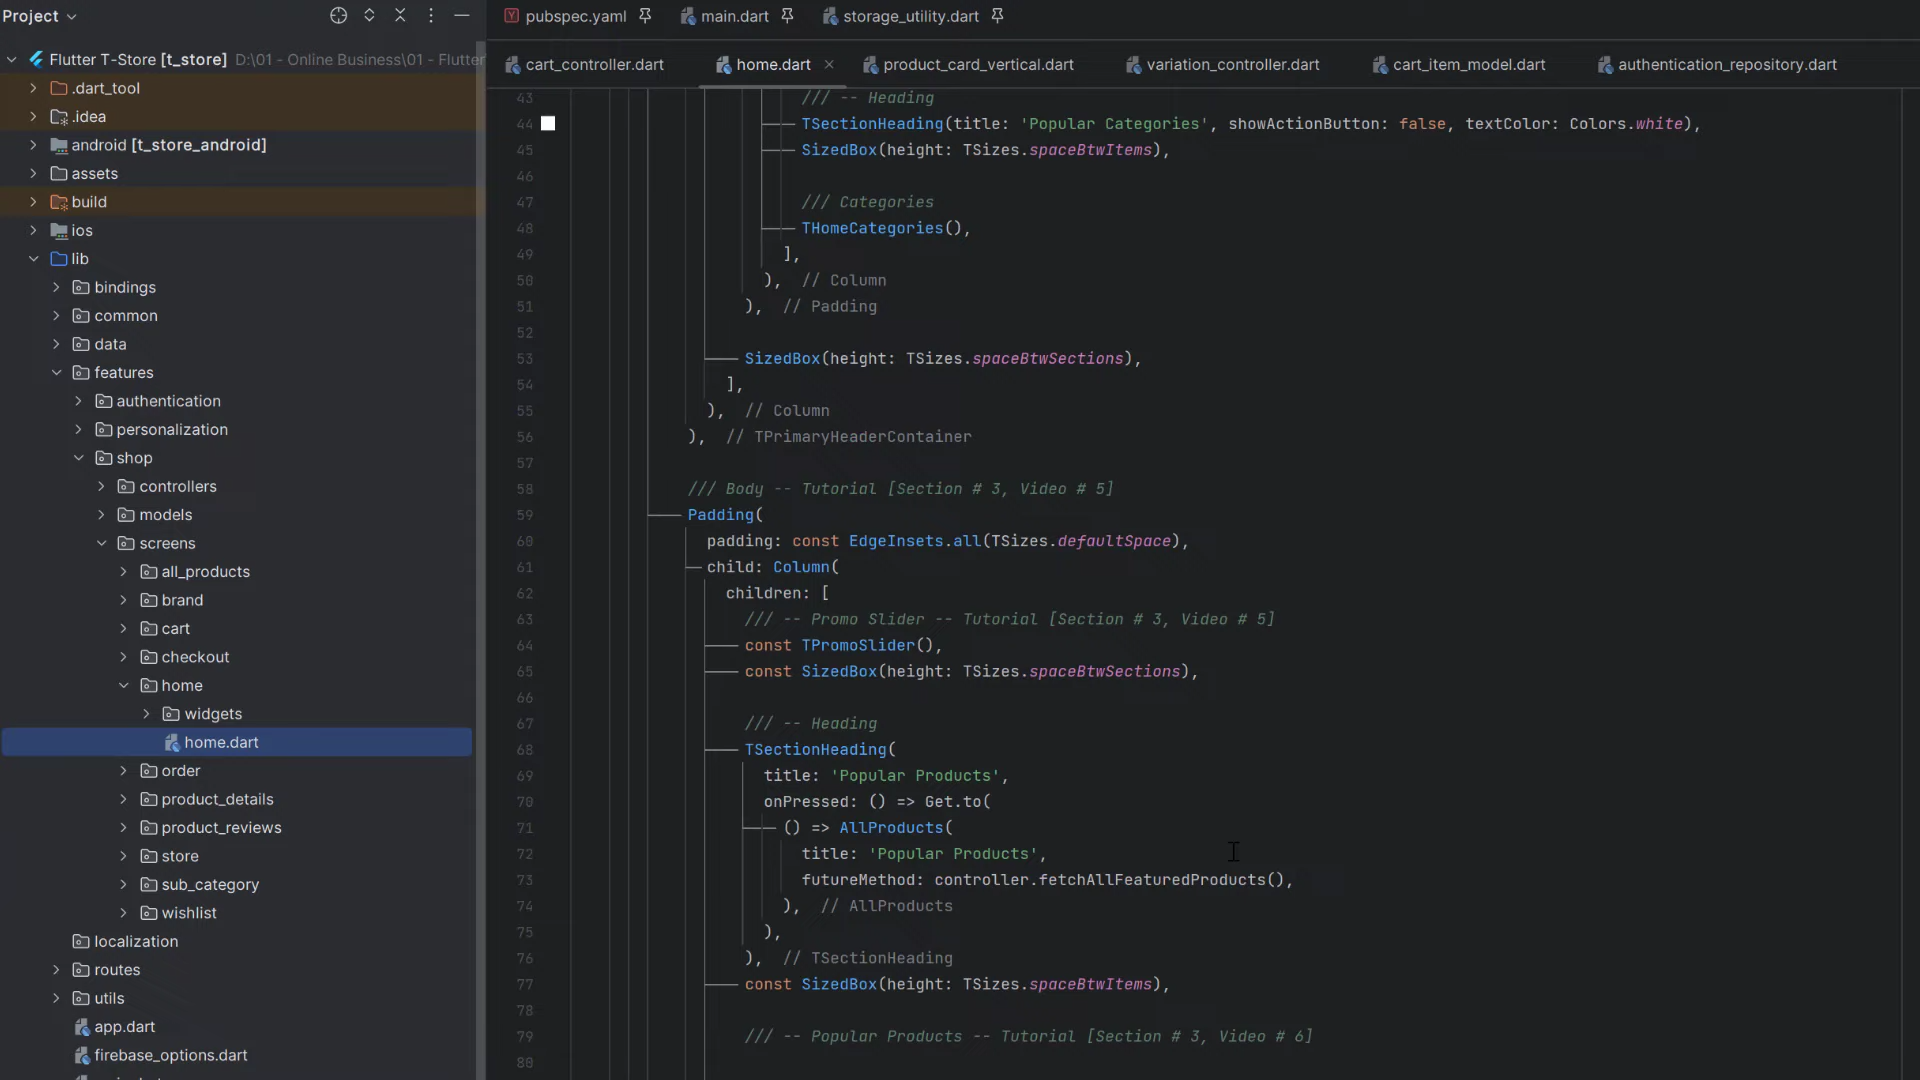 Project
Flutter T-Store [t_store] D:\01 - Online Business\01 - Flutter
.dart_tool
.idea
android [t_store_android]
assets
build
ios
lib
bindings
common
data
features
authentication
personalization
shop
controllers
models
screens
all_products
brand
cart
checkout
home
widgets
home.dart
order
product_details
product_reviews
store
sub_category
wishlist
localization
routes
utils
app.dart
firebase_options.dart
pubspec.yaml main.dart storage_utility.dart
cart_controller.dart home.dart product_card_vertical.dart variation_controller.dart cart_item_model.dart authentication_repository.dart
43 /// -- Heading
44 TSectionHeading(title: 'Popular Categories', showActionButton: false, textColor: Colors.white),
45 SizedBox(height: TSizes.spaceBtwItems),
46
47 /// Categories
48 THomeCategories(),
49 ],
50 ), // Column
51 ), // Padding
52
53 SizedBox(height: TSizes.spaceBtwSections),
54 ],
55 ), // Column
56 ), // TPrimaryHeaderContainer
57
58 /// Body -- Tutorial [Section # 3, Video # 5]
59 Padding(
60 padding: const EdgeInsets.all(TSizes.defaultSpace),
61 child: Column(
62 children: [
63 /// -- Promo Slider -- Tutorial [Section # 3, Video # 5]
64 const TPromoSlider(),
65 const SizedBox(height: TSizes.spaceBtwSections),
66
67 /// -- Heading
68 TSectionHeading(
69 title: 'Popular Products',
70 onPressed: () => Get.to(
71 () => AllProducts(
72 title: 'Popular Products',
73 futureMethod: controller.fetchAllFeaturedProducts(),
74 ), // AllProducts
75 ),
76 ), // TSectionHeading
77 const SizedBox(height: TSizes.spaceBtwItems),
78
79 /// -- Popular Products -- Tutorial [Section # 3, Video # 6]
80